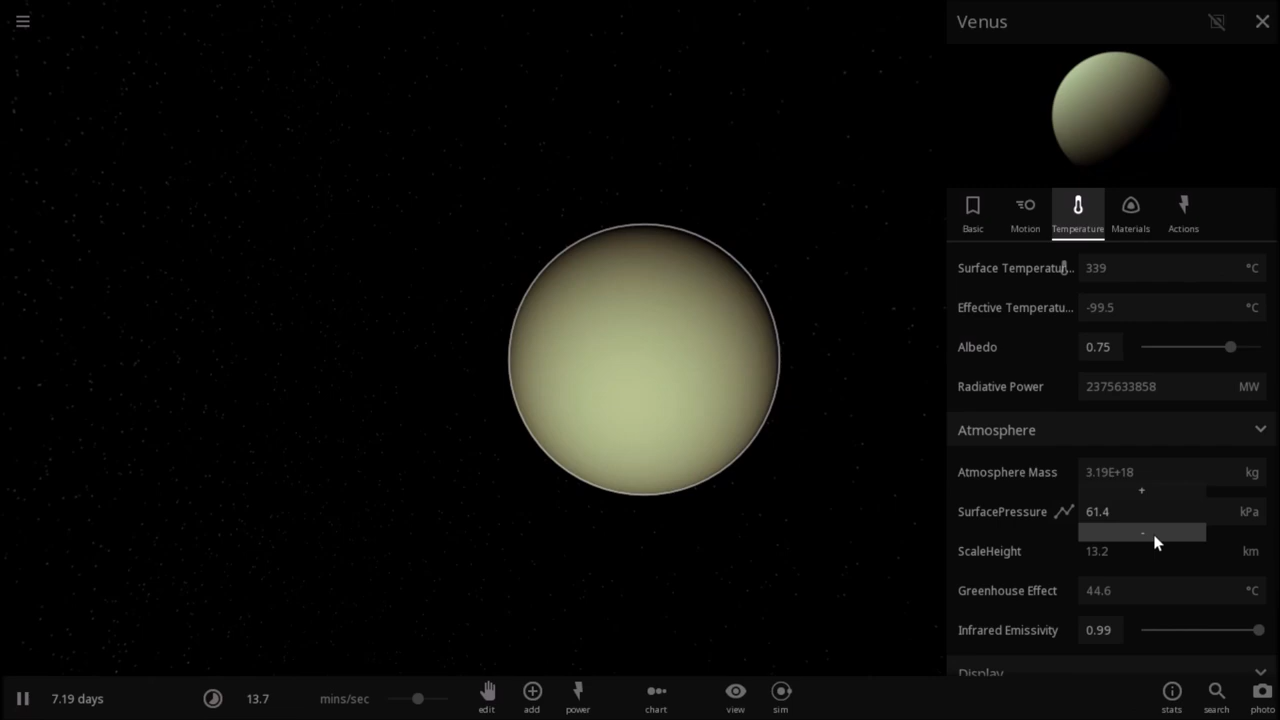 Venus
Basic
Motion
Temperature
Materials
Actions
Surface Temperatu... 339 °C
Effective Temperatu... -99.5 °C
Albedo 0.75
Radiative Power 2375633858 MW
Atmosphere
Atmosphere Mass 3.19E+18 kg
+
SurfacePressure 61.4 kPa
-
ScaleHeight 13.2 km
Greenhouse Effect 44.6 °C
Infrared Emissivity 0.99
Display
7.19 days
13.7 mins/sec
edit
add
power
chart
view
sim
stats
search
photo